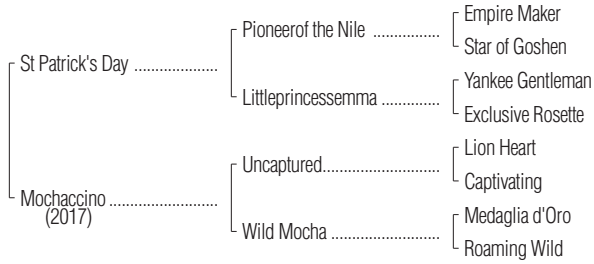 Empire Maker
Pioneerof the Nile ................
Star of Goshen
St Patrick's Day ....................
Yankee Gentleman
Littleprincessemma ..............
Exclusive Rosette
Lion Heart
Uncaptured............................
Captivating
Mochaccino ..........................
(2017)
Medaglia d'Oro
Wild Mocha ..........................
Roaming Wild